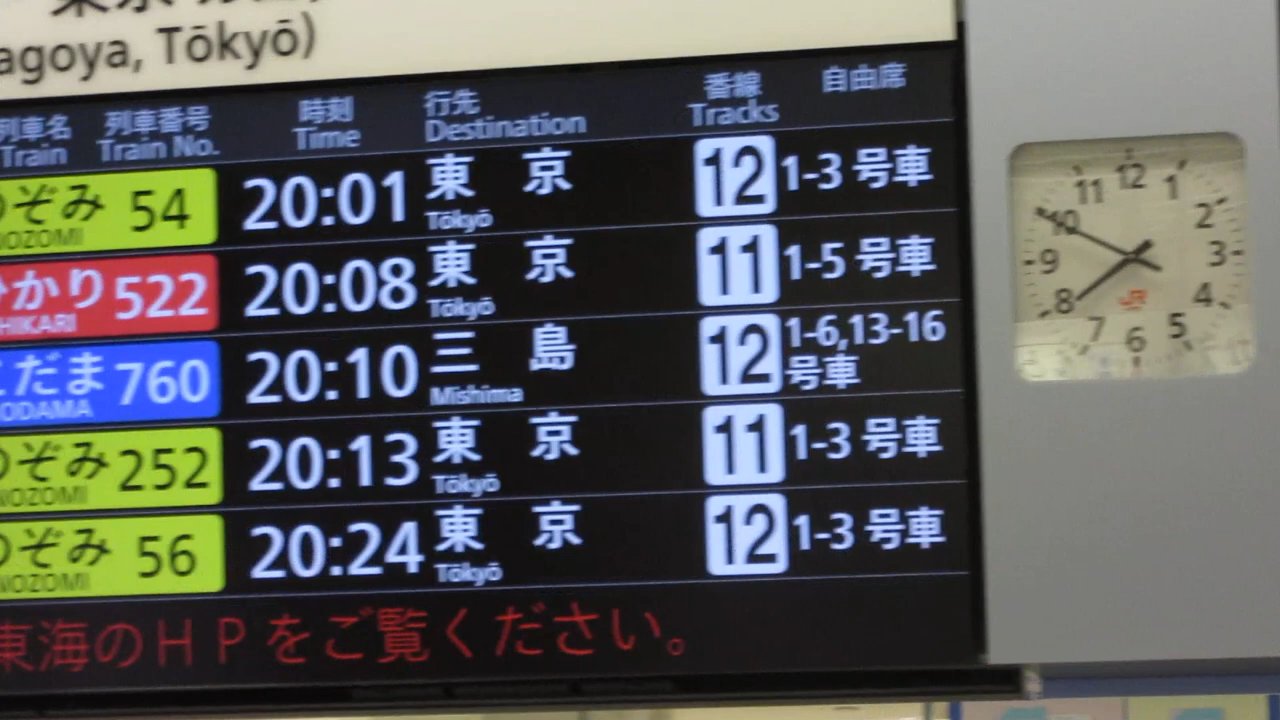 agoya, Tōkyō)
列車名 列車番号 時刻 行先 番線 自由席
Train Train No. Time Destination Tracks
のぞみ 54 20:01 東京 12 1-3 号車
NOZOMI Tōkyō
ひかり 522 20:08 東京 11 1-5 号車
HIKARI Tōkyō
こだま 760 20:10 三島 12 1-6,13-16
号車
KODAMA Mishima
のぞみ 252 20:13 東京 11 1-3 号車
NOZOMI Tōkyō
のぞみ 56 20:24 東京 12 1-3 号車
NOZOMI Tōkyō
東海のHPをご覧ください。
12
11 1
10 2
9 3
8 JR 4
7 5
6